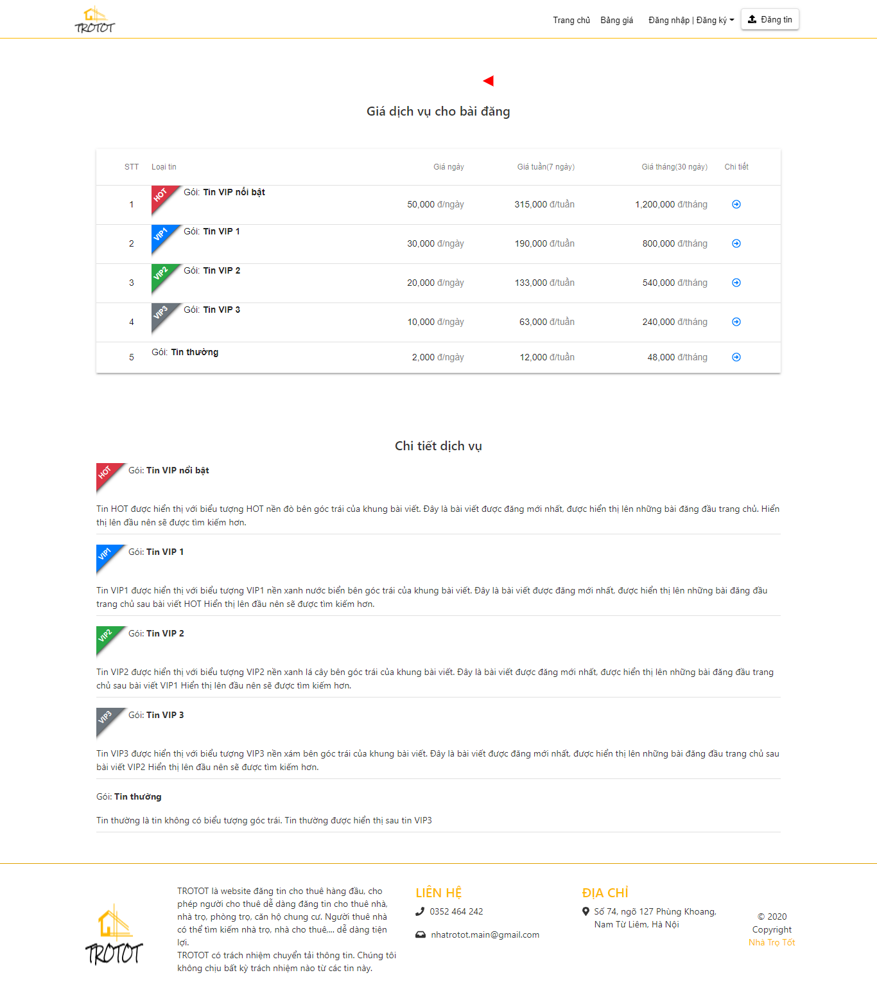 TROTOT
Trang chủ Bảng giá Đăng nhập | Đăng ký Đăng tin
Giá dịch vụ cho bài đăng
STT Loại tin Giá ngày Giá tuần(7 ngày) Giá tháng(30 ngày) Chi tiết
1 HOT Gói: Tin VIP nổi bật 50,000 đ/ngày 315,000 đ/tuần 1,200,000 đ/tháng
2 VIP1 Gói: Tin VIP 1 30,000 đ/ngày 190,000 đ/tuần 800,000 đ/tháng
3 VIP2 Gói: Tin VIP 2 20,000 đ/ngày 133,000 đ/tuần 540,000 đ/tháng
4 VIP3 Gói: Tin VIP 3 10,000 đ/ngày 63,000 đ/tuần 240,000 đ/tháng
5 Gói: Tin thường 2,000 đ/ngày 12,000 đ/tuần 48,000 đ/tháng
Chi tiết dịch vụ
HOT Gói: Tin VIP nổi bật
Tin HOT được hiển thị với biểu tượng HOT nền đỏ bên góc trái của khung bài viết. Đây là bài viết được đăng mới nhất, được hiển thị lên những bài đăng đầu trang chủ. Hiển
thị lên đầu nên sẽ được tìm kiếm hơn.
VIP1 Gói: Tin VIP 1
Tin VIP1 được hiển thị với biểu tượng VIP1 nền xanh nước biển bên góc trái của khung bài viết. Đây là bài viết được đăng mới nhất, được hiển thị lên những bài đăng đầu
trang chủ sau bài viết HOT Hiển thị lên đầu nên sẽ được tìm kiếm hơn.
VIP2 Gói: Tin VIP 2
Tin VIP2 được hiển thị với biểu tượng VIP2 nền xanh lá cây bên góc trái của khung bài viết. Đây là bài viết được đăng mới nhất, được hiển thị lên những bài đăng đầu trang
chủ sau bài viết VIP1 Hiển thị lên đầu nên sẽ được tìm kiếm hơn.
VIP3 Gói: Tin VIP 3
Tin VIP3 được hiển thị với biểu tượng VIP3 nền xám bên góc trái của khung bài viết. Đây là bài viết được đăng mới nhất, được hiển thị lên những bài đăng đầu trang chủ sau
bài viết VIP2 Hiển thị lên đầu nên sẽ được tìm kiếm hơn.
Gói: Tin thường
Tin thường là tin không có biểu tượng góc trái. Tin thường được hiển thị sau tin VIP3
TROTOT
TROTOT là website đăng tin cho thuê hàng đầu, cho
phép người cho thuê dễ dàng đăng tin cho thuê nhà,
nhà trọ, phòng trọ, căn hộ chung cư. Người thuê nhà
có thể tìm kiếm nhà trọ, nhà cho thuê,... dễ dàng tiện
lợi.
TROTOT có trách nhiệm chuyển tải thông tin. Chúng tôi
không chịu bất kỳ trách nhiệm nào từ các tin này.
LIÊN HỆ
0352 464 242
nhatrotot.main@gmail.com
ĐỊA CHỈ
Số 74, ngõ 127 Phùng Khoang,
Nam Từ Liêm, Hà Nội
© 2020
Copyright
Nhà Trọ Tốt